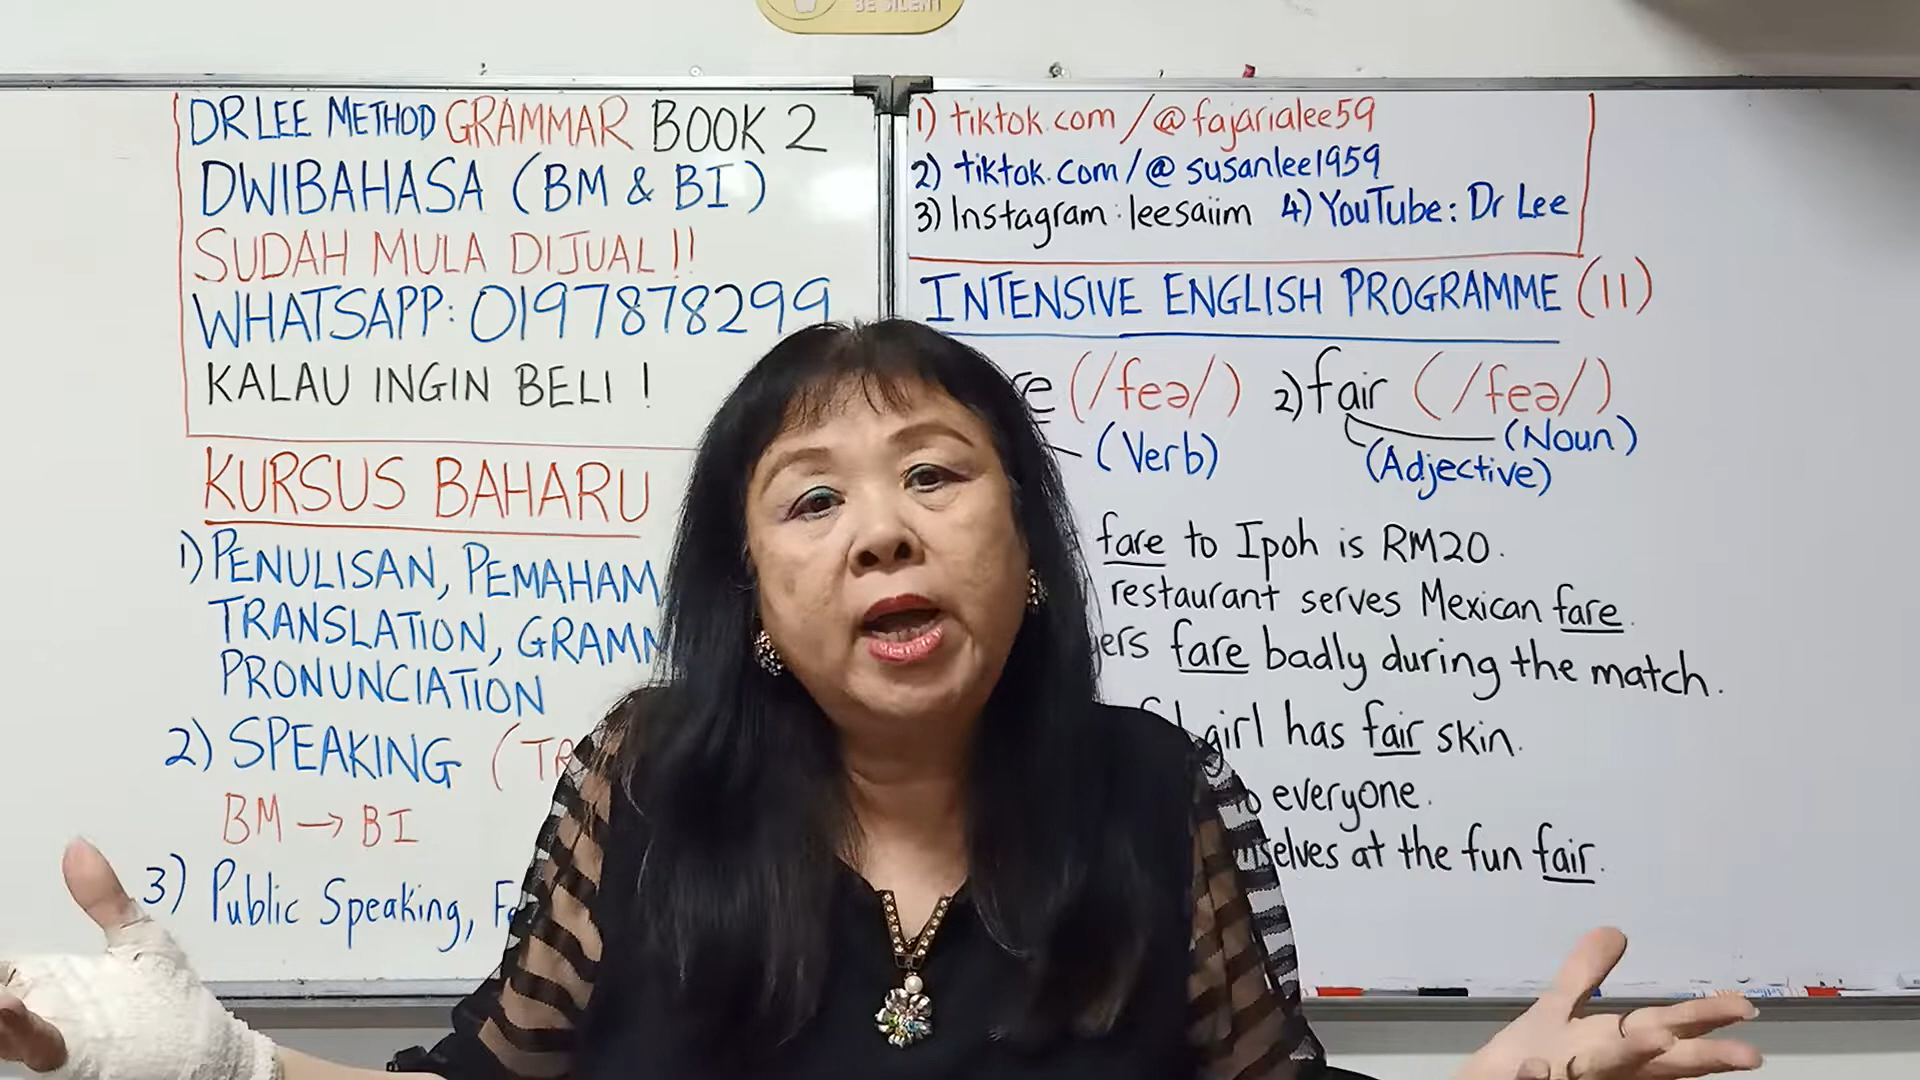 BE SILENT
DR LEE METHOD GRAMMAR BOOK 2
DWIBAHASA (BM & BI)
SUDAH MULA DIJUAL!!
WHATSAPP: 0197878299
KALAU INGIN BELI!
KURSUS BAHARU
1) PENULISAN, PEMAHAM
TRANSLATION, GRAMM
PRONUNCIATION
2) SPEAKING (TR
BM → BI
3) Public Speaking,
1) tiktok.com/@fajarialee59
2) tiktok.com/@susanlee1959
3) Instagram: leesaiim 4) YouTube: Dr Lee
INTENSIVE ENGLISH PROGRAMME (11)
re (/feə/) 2) fair (/feə/)
(Verb) (Noun)
(Adjective)
fare to Ipoh is RM20.
restaurant serves Mexican fare.
fare badly during the match.
girl has fair skin.
everyone.
selves at the fun fair.